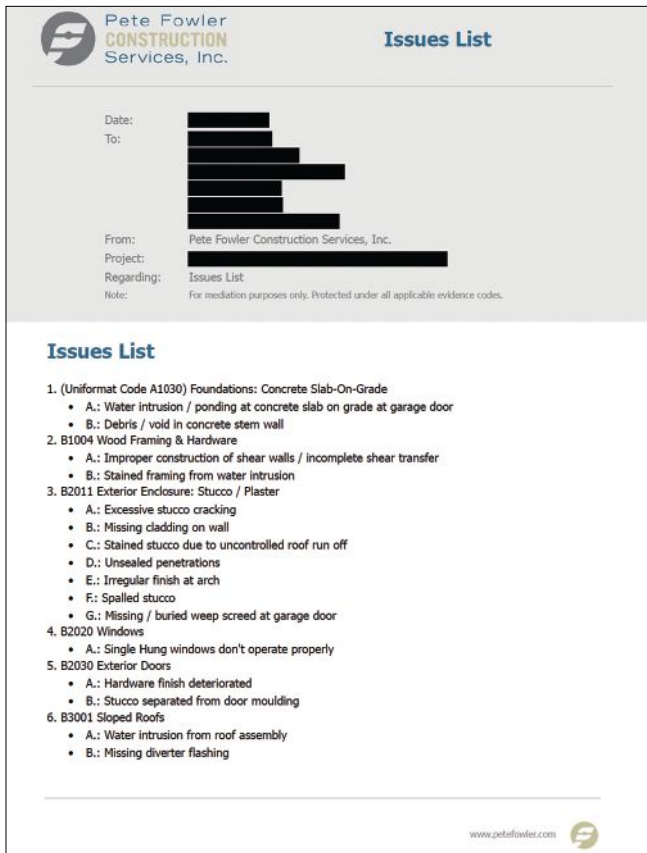 Pete Fowler
CONSTRUCTION
Services, Inc.
Issues List
Date:
To:
From: Pete Fowler Construction Services, Inc.
Project:
Regarding: Issues List
Note: For mediation purposes only. Protected under all applicable evidence codes.
Issues List
1. (Uniformat Code A1030) Foundations: Concrete Slab-On-Grade
• A.: Water intrusion / ponding at concrete slab on grade at garage door
• B.: Debris / void in concrete stem wall
2. B1004 Wood Framing & Hardware
• A.: Improper construction of shear walls / incomplete shear transfer
• B.: Stained framing from water intrusion
3. B2011 Exterior Enclosure: Stucco / Plaster
• A.: Excessive stucco cracking
• B.: Missing cladding on wall
• C.: Stained stucco due to uncontrolled roof run off
• D.: Unsealed penetrations
• E.: Irregular finish at arch
• F.: Spalled stucco
• G.: Missing / buried weep screed at garage door
4. B2020 Windows
• A.: Single Hung windows don't operate properly
5. B2030 Exterior Doors
• A.: Hardware finish deteriorated
• B.: Stucco separated from door moulding
6. B3001 Sloped Roofs
• A.: Water intrusion from roof assembly
• B.: Missing diverter flashing
www.petefowler.com